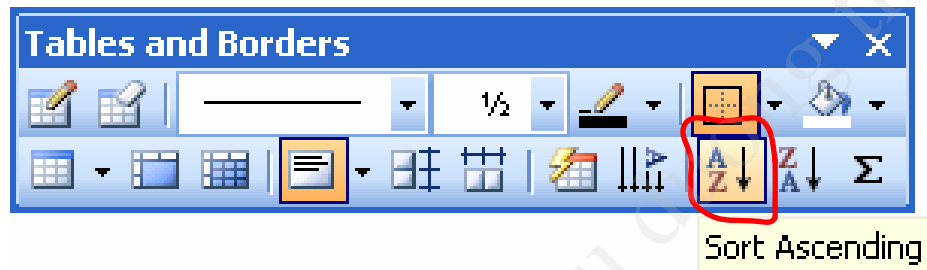 Tables and Borders
½
A
A Z
Z A
Σ
Sort Ascending